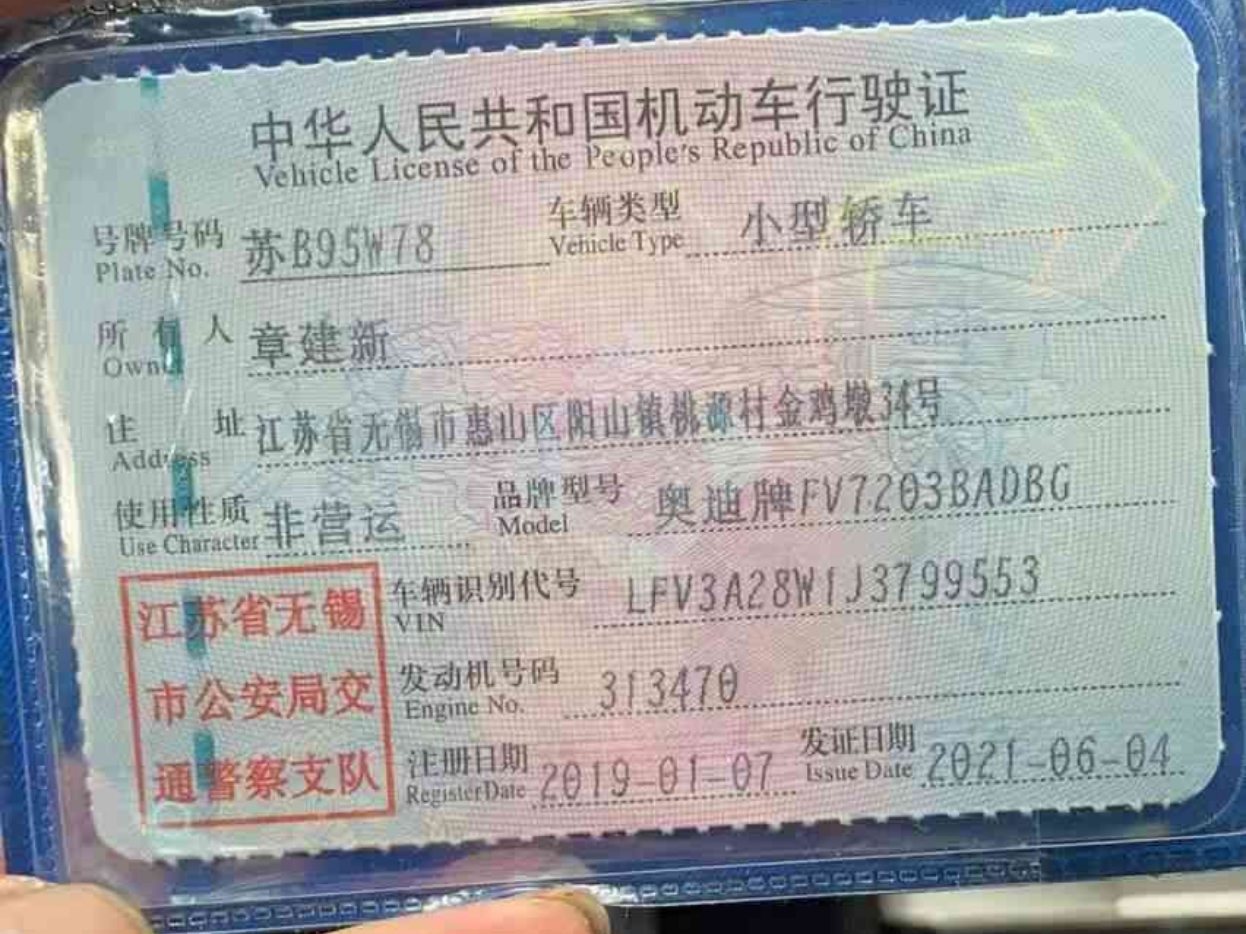 中华人民共和国机动车行驶证
Vehicle License of the People's Republic of China
号牌号码 苏B95W78 车辆类型 小型轿车
Plate No. Vehicle Type
所有人 章建新
Owner
住址 江苏省无锡市惠山区阳山镇桃源村金鸡墩34号
Address
使用性质 非营运 品牌型号 奥迪牌FV7203BADBG
Use Character Model
江苏省无锡
市公安局交
通警察支队
车辆识别代号 LFV3A28W1J3799553
VIN
发动机号码 313470
Engine No.
注册日期 2019-01-07 发证日期 2021-06-04
Register Date Issue Date